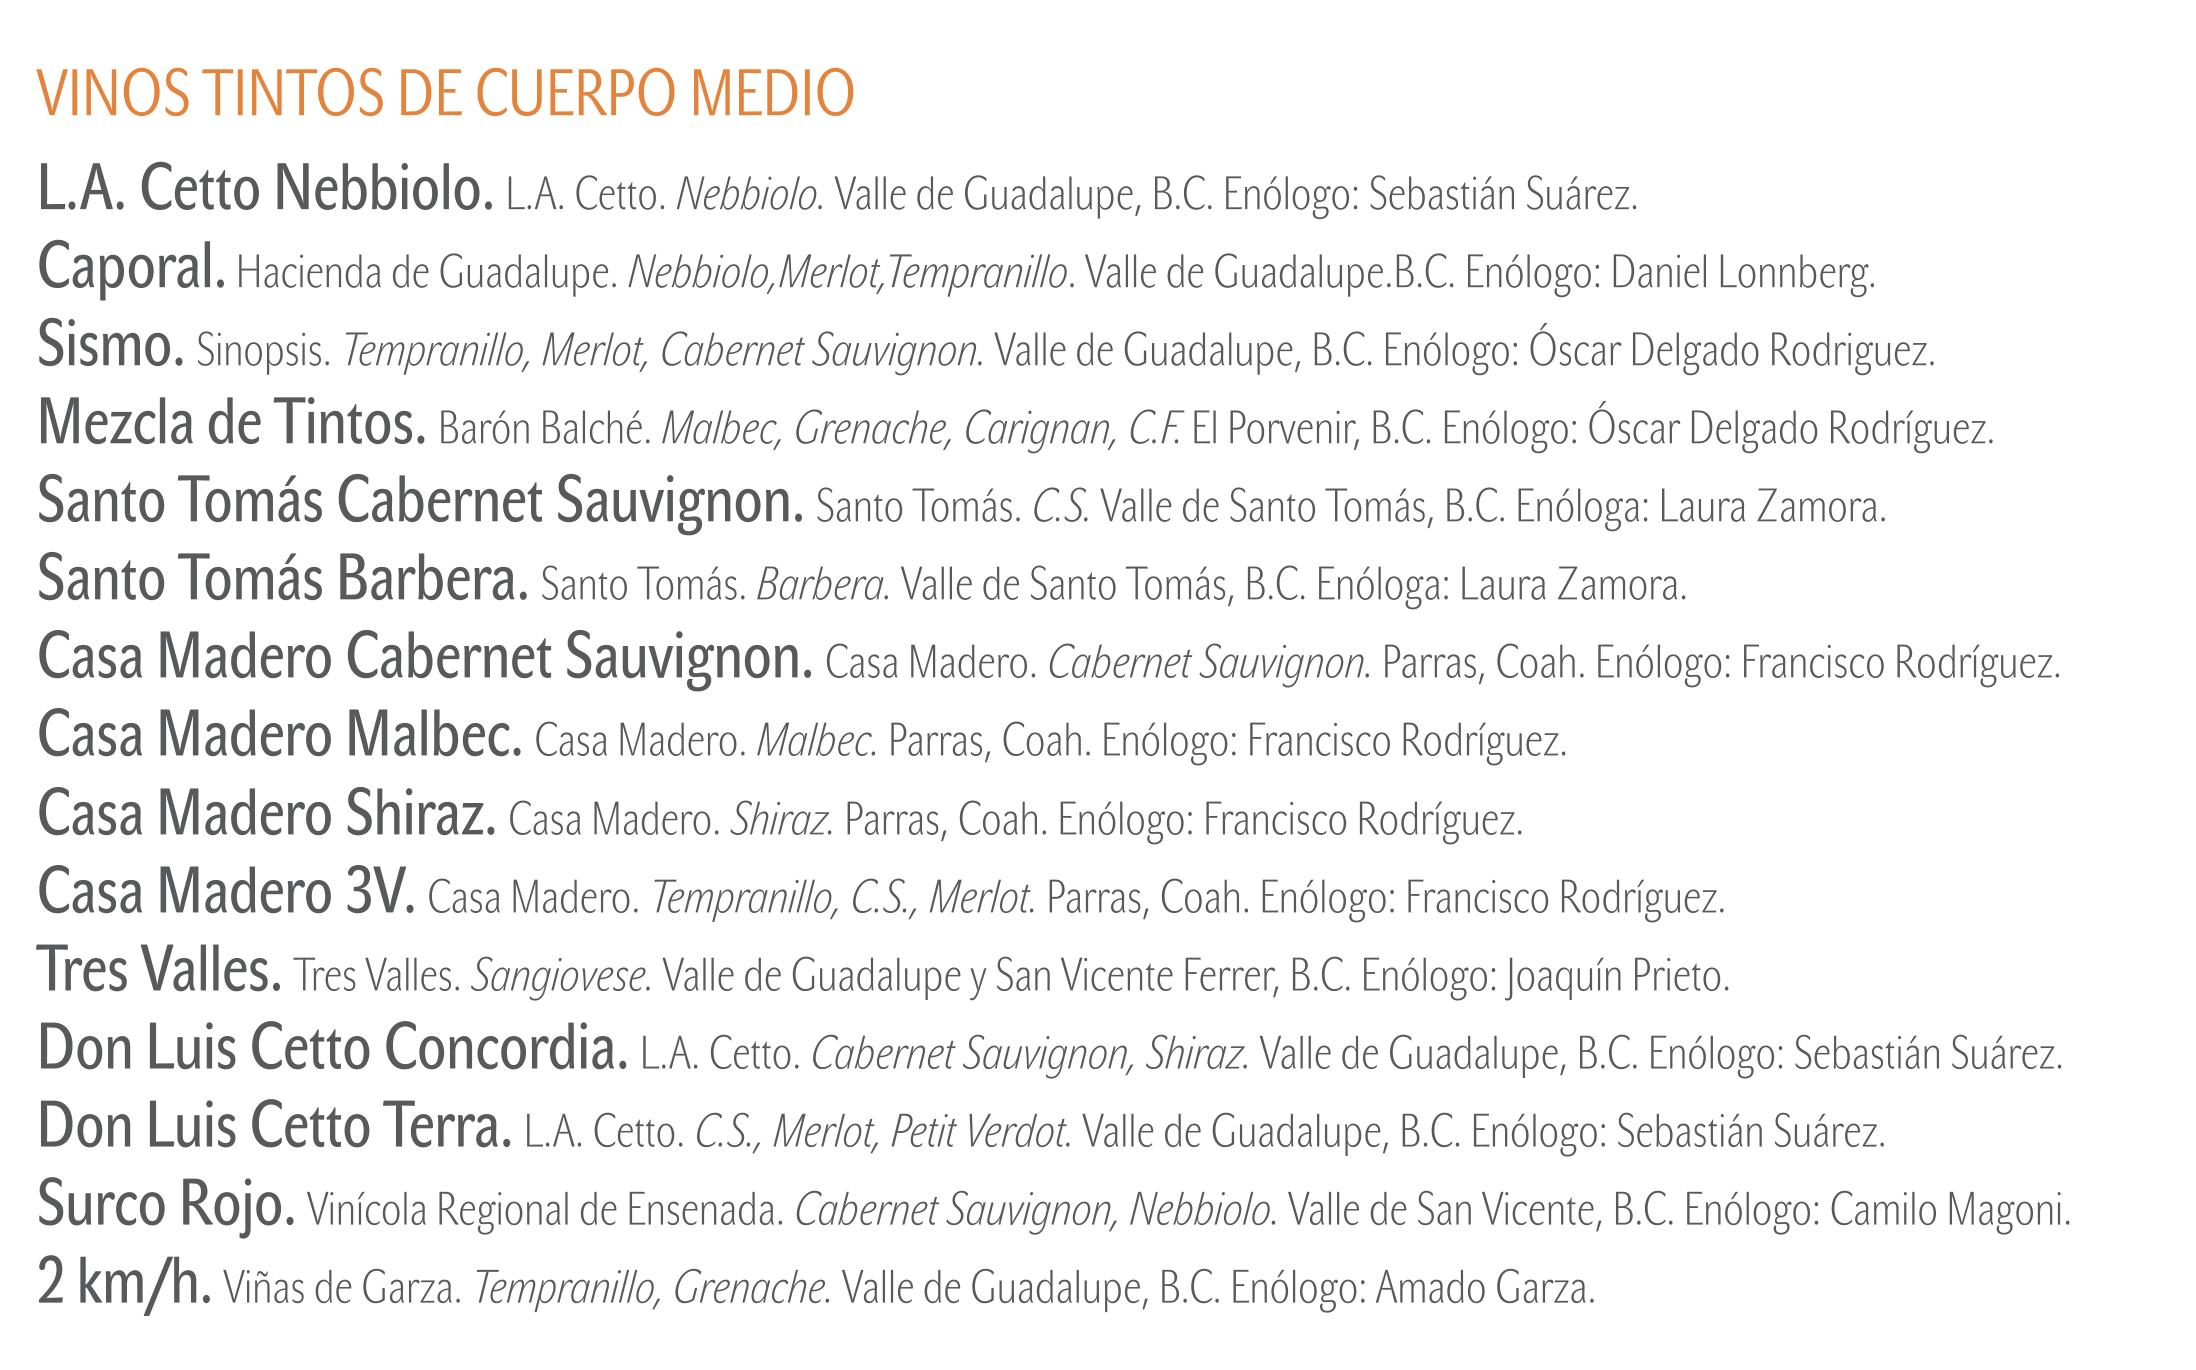 VINOS TINTOS DE CUERPO MEDIO
L.A. Cetto Nebbiolo. L.A. Cetto. Nebbiolo. Valle de Guadalupe, B.C. Enólogo: Sebastián Suárez.
Caporal. Hacienda de Guadalupe. Nebbiolo,Merlot,Tempranillo. Valle de Guadalupe.B.C. Enólogo: Daniel Lonnberg.
Sismo. Sinopsis. Tempranillo, Merlot, Cabernet Sauvignon. Valle de Guadalupe, B.C. Enólogo: Óscar Delgado Rodriguez.
Mezcla de Tintos. Barón Balché. Malbec, Grenache, Carignan, C.F. El Porvenir, B.C. Enólogo: Óscar Delgado Rodríguez.
Santo Tomás Cabernet Sauvignon. Santo Tomás. C.S. Valle de Santo Tomás, B.C. Enóloga: Laura Zamora.
Santo Tomás Barbera. Santo Tomás. Barbera. Valle de Santo Tomás, B.C. Enóloga: Laura Zamora.
Casa Madero Cabernet Sauvignon. Casa Madero. Cabernet Sauvignon. Parras, Coah. Enólogo: Francisco Rodríguez.
Casa Madero Malbec. Casa Madero. Malbec. Parras, Coah. Enólogo: Francisco Rodríguez.
Casa Madero Shiraz. Casa Madero. Shiraz. Parras, Coah. Enólogo: Francisco Rodríguez.
Casa Madero 3V. Casa Madero. Tempranillo, C.S., Merlot. Parras, Coah. Enólogo: Francisco Rodríguez.
Tres Valles. Tres Valles. Sangiovese. Valle de Guadalupe y San Vicente Ferrer, B.C. Enólogo: Joaquín Prieto.
Don Luis Cetto Concordia. L.A. Cetto. Cabernet Sauvignon, Shiraz. Valle de Guadalupe, B.C. Enólogo: Sebastián Suárez.
Don Luis Cetto Terra. L.A. Cetto. C.S., Merlot, Petit Verdot. Valle de Guadalupe, B.C. Enólogo: Sebastián Suárez.
Surco Rojo. Vinícola Regional de Ensenada. Cabernet Sauvignon, Nebbiolo. Valle de San Vicente, B.C. Enólogo: Camilo Magoni.
2 km/h. Viñas de Garza. Tempranillo, Grenache. Valle de Guadalupe, B.C. Enólogo: Amado Garza.